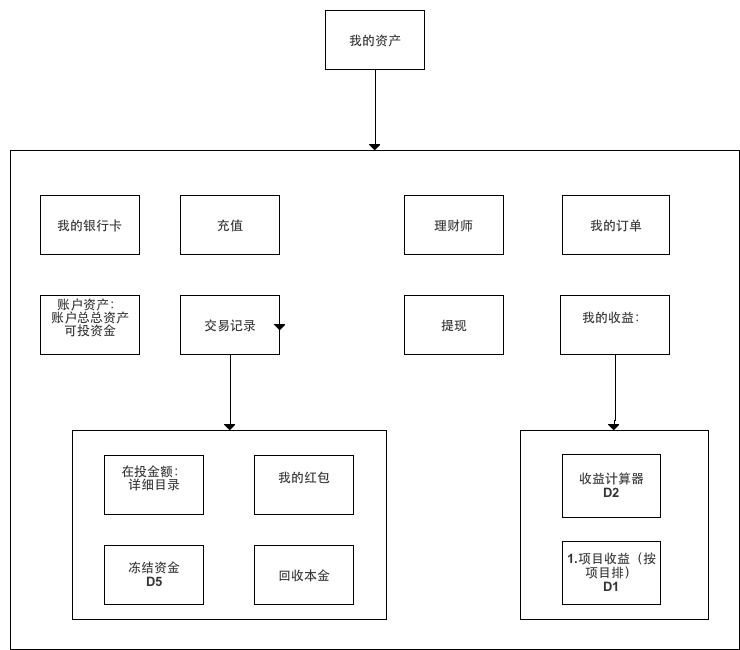 我的资产
我的银行卡
充值
理财师
我的订单
账户资产：
账户总总资产
可投资金
交易记录
提现
我的收益：
在投金额：
详细目录
我的红包
收益计算器
D2
冻结资金
D5
回收本金
1.项目收益（按
项目排）
D1